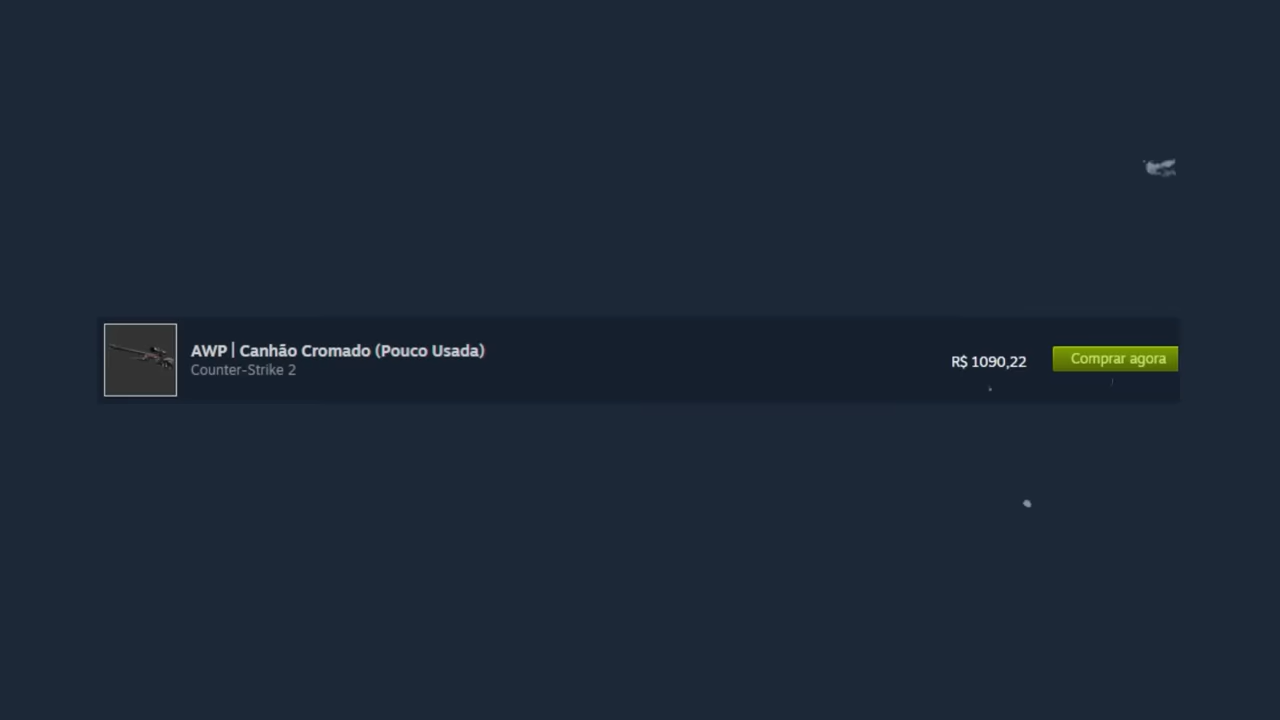 AWP | Canhão Cromado (Pouco Usada)
Counter-Strike 2
R$ 1090,22
Comprar agora